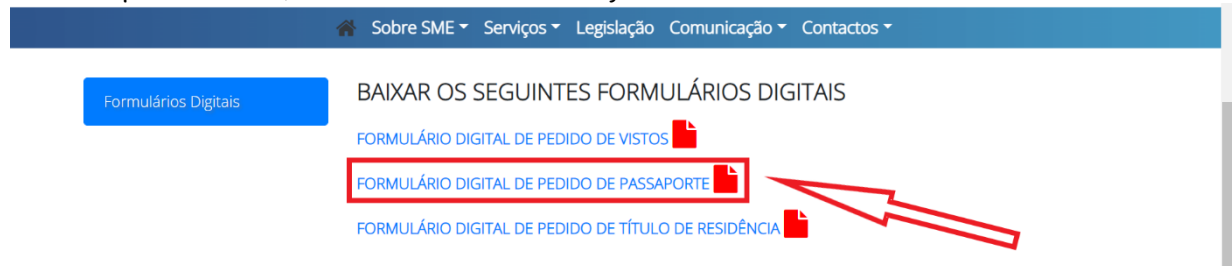 Sobre SME Serviços Legislação Comunicação Contactos
Formulários Digitais
BAIXAR OS SEGUINTES FORMULÁRIOS DIGITAIS
FORMULÁRIO DIGITAL DE PEDIDO DE VISTOS
FORMULÁRIO DIGITAL DE PEDIDO DE PASSAPORTE
FORMULÁRIO DIGITAL DE PEDIDO DE TÍTULO DE RESIDÊNCIA